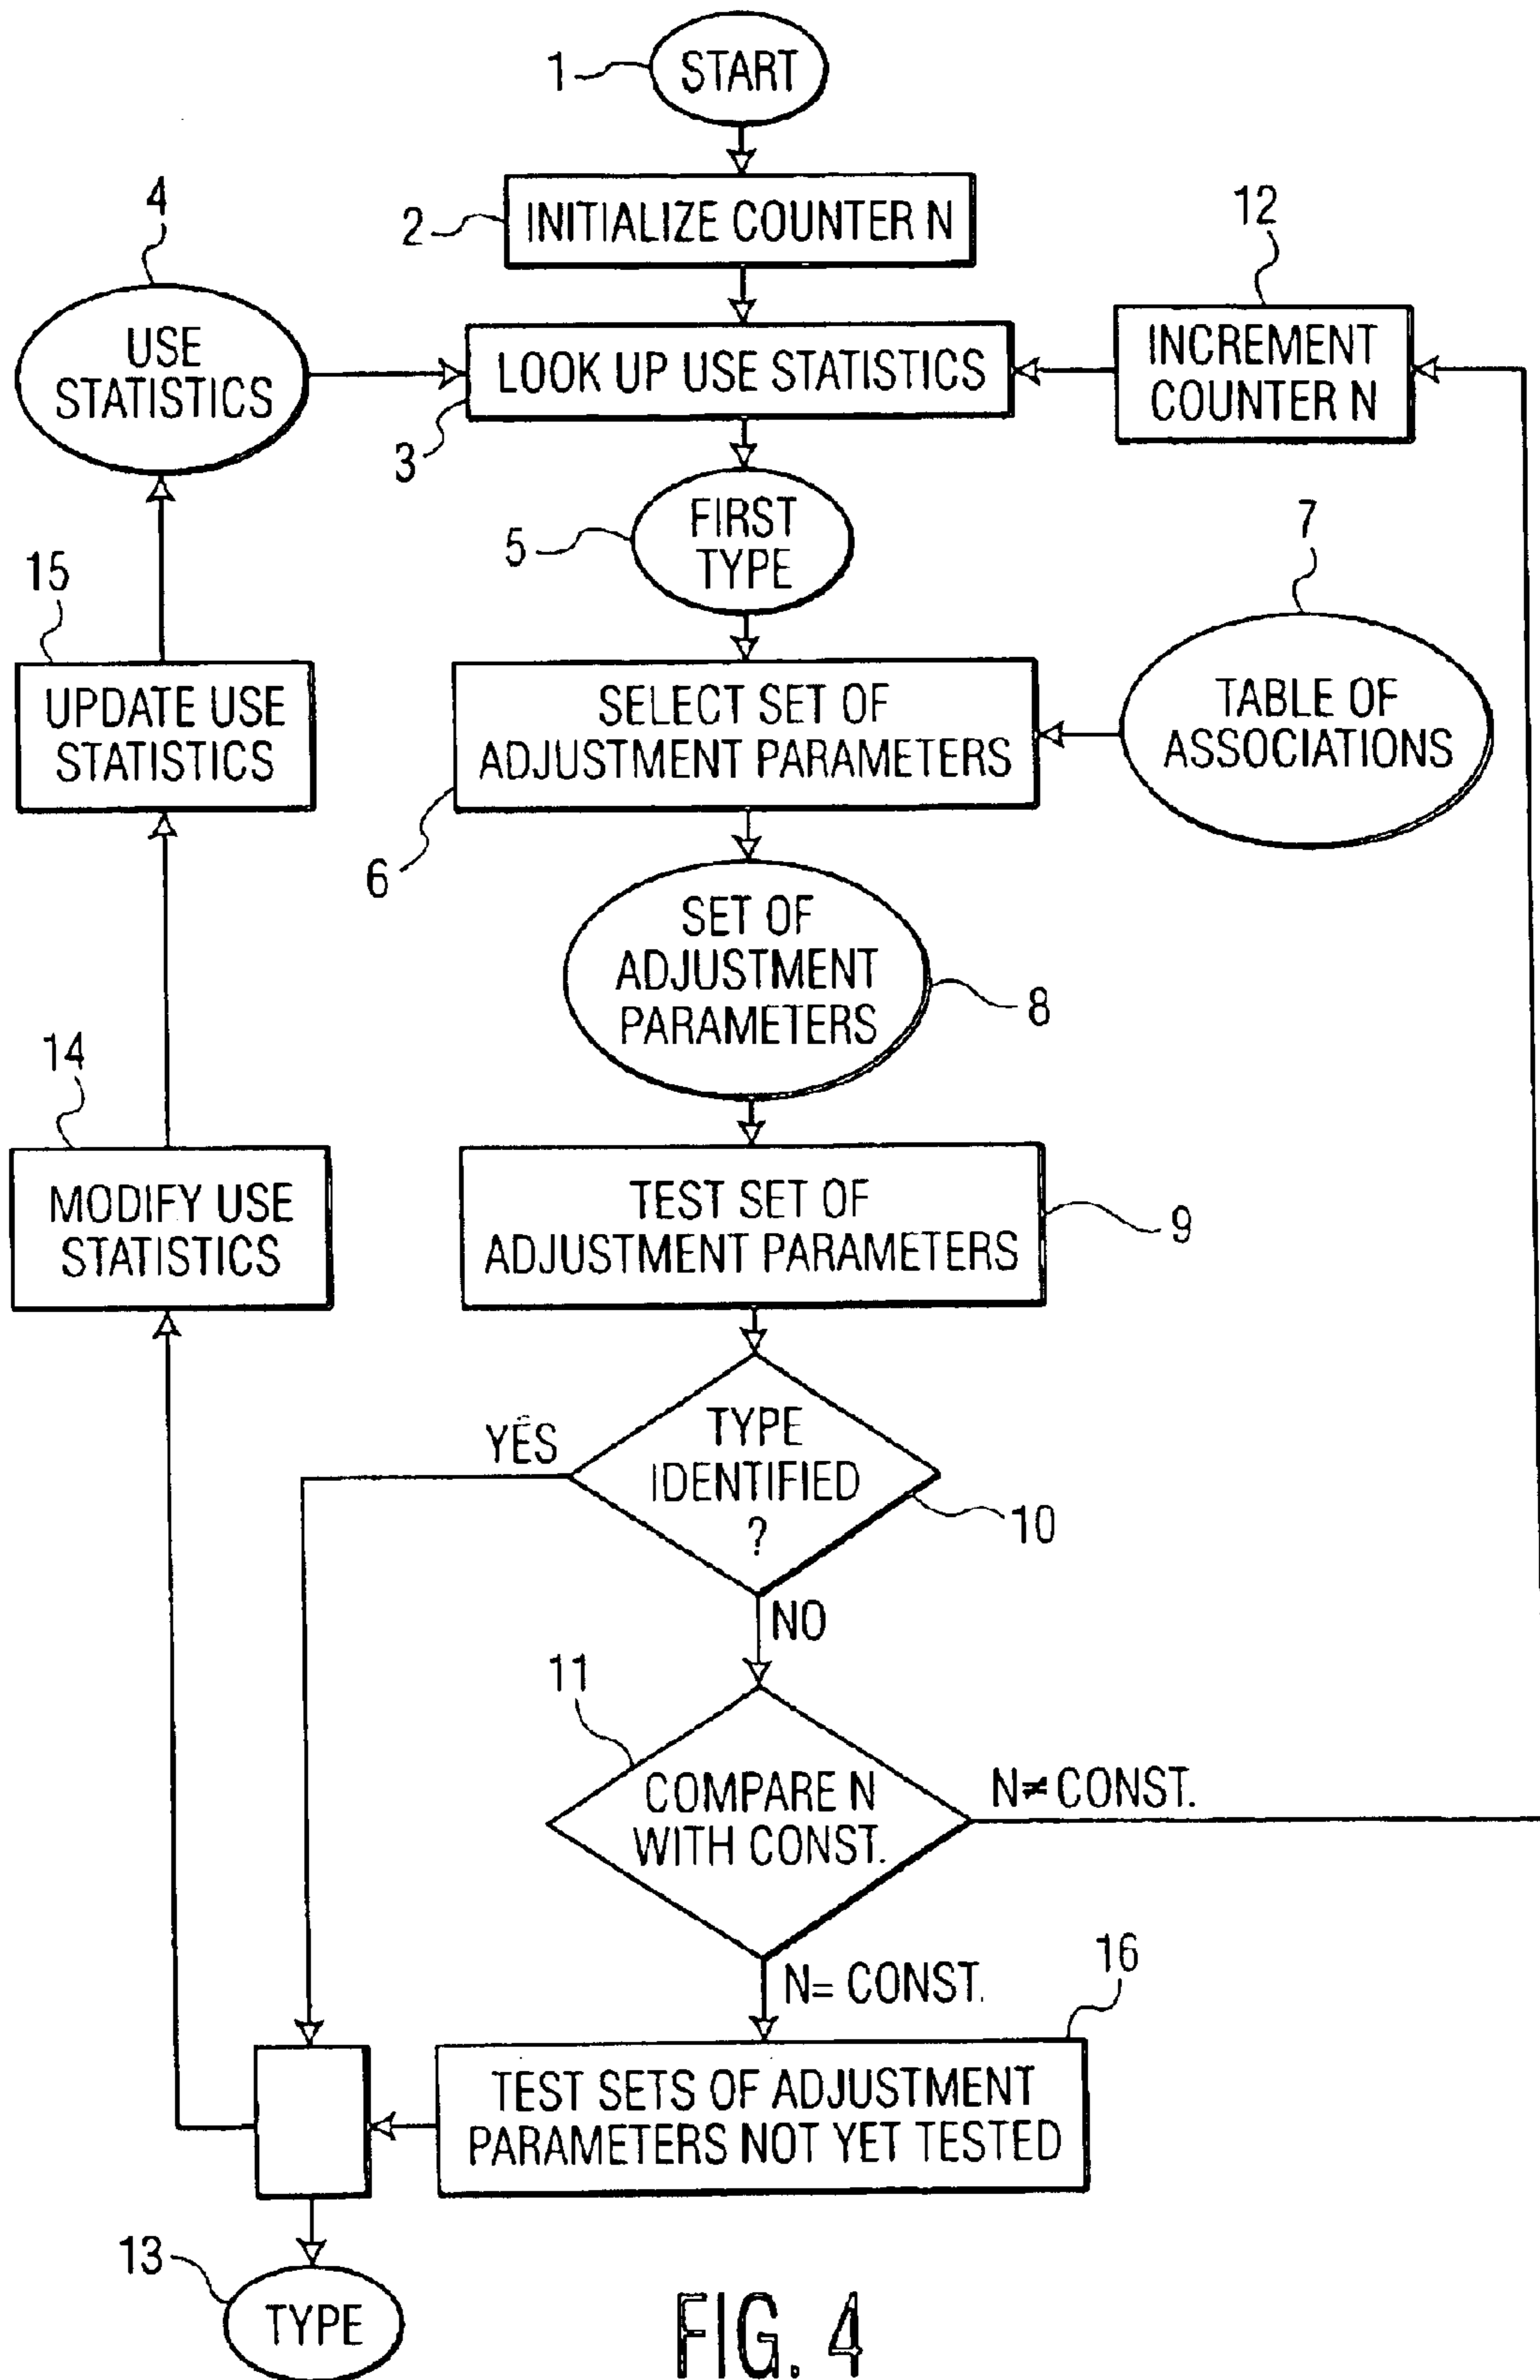 1
START
2
INITIALIZE COUNTER N
4
12
USE
STATISTICS
LOOK UP USE STATISTICS
INCREMENT
COUNTER N
3
5
FIRST
TYPE
7
15
UPDATE USE
STATISTICS
SELECT SET OF
ADJUSTMENT PARAMETERS
TABLE OF
ASSOCIATIONS
6
SET OF
ADJUSTMENT
PARAMETERS
8
14
MODIFY USE
STATISTICS
TEST SET OF
ADJUSTMENT PARAMETERS
9
YES
TYPE
IDENTIFIED
?
10
NO
11
COMPARE N
WITH CONST.
N≠ CONST.
N= CONST.
16
TEST SETS OF ADJUSTMENT
PARAMETERS NOT YET TESTED
13
TYPE
FIG. 4